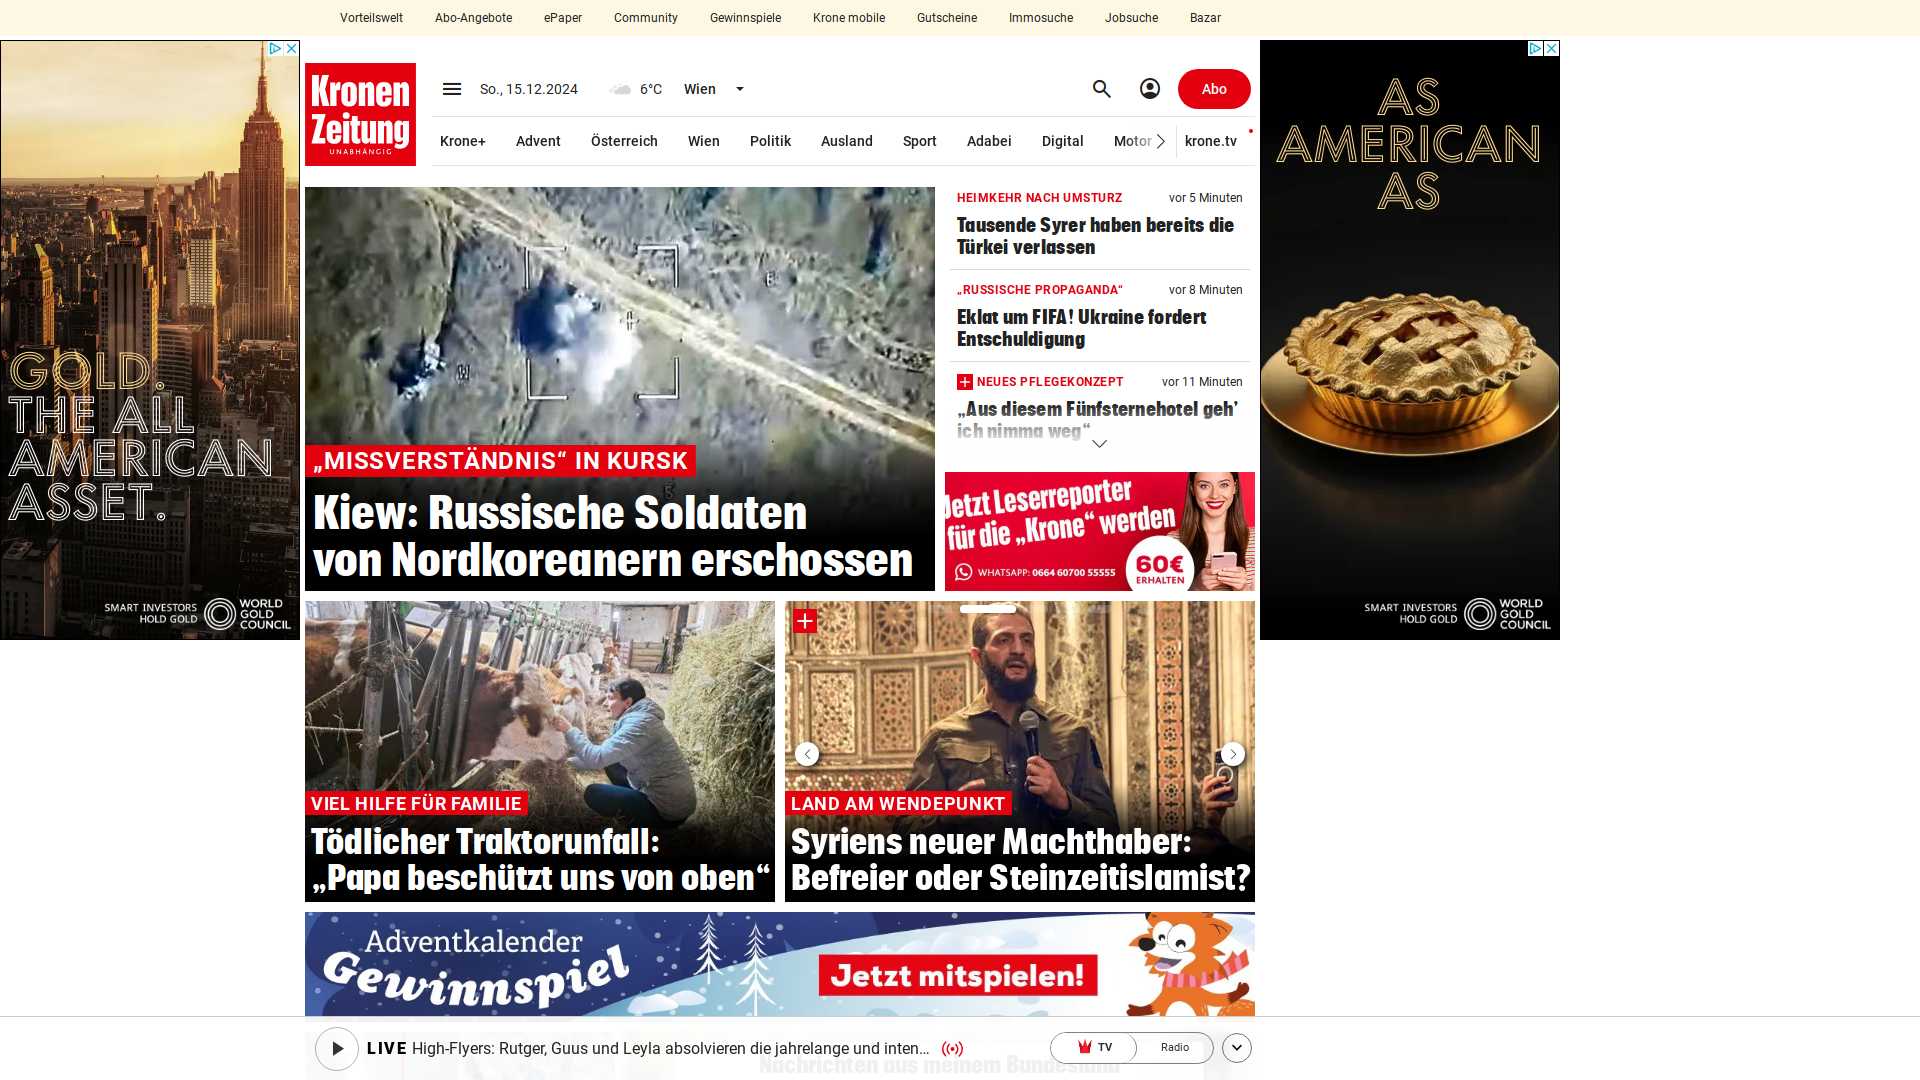 Vorteilswelt
Abo-Angebote
ePaper
Community
Gewinnspiele
Krone mobile
Gutscheine
Immosuche
Jobsuche
Bazar
Kronen
Zeitung
UNABHÄNGIG
So., 15.12.2024
6°C
Wien
Abo
Krone+
Advent
Österreich
Wien
Politik
Ausland
Sport
Adabei
Digital
Motor
krone.tv
GOLD.
THE ALL
AMERICAN
ASSET.
SMART INVESTORS
HOLD GOLD
WORLD
GOLD
COUNCIL
„MISSVERSTÄNDNIS“ IN KURSK
Kiew: Russische Soldaten
von Nordkoreanern erschossen
HEIMKEHR NACH UMSTURZ
vor 5 Minuten
Tausende Syrer haben bereits die
Türkei verlassen
„RUSSISCHE PROPAGANDA“
vor 8 Minuten
Eklat um FIFA! Ukraine fordert
Entschuldigung
NEUES PFLEGEKONZEPT
vor 11 Minuten
„Aus diesem Fünfsternehotel geh’
ich nimma weg“
Jetzt Leserreporter
für die „Krone“ werden
WHATSAPP: 0664 60700 55555
60€
ERHALTEN
AS
AMERICAN
AS
SMART INVESTORS
HOLD GOLD
WORLD
GOLD
COUNCIL
VIEL HILFE FÜR FAMILIE
Tödlicher Traktorunfall:
„Papa beschützt uns von oben“
LAND AM WENDEPUNKT
Syriens neuer Machthaber:
Befreier oder Steinzeitislamist?
Adventkalender
Gewinnspiel
Jetzt mitspielen!
LIVE High-Flyers: Rutger, Guus und Leyla absolvieren die jahrelange und inten…
TV
Radio
Nachrichten aus meinem Bundesland